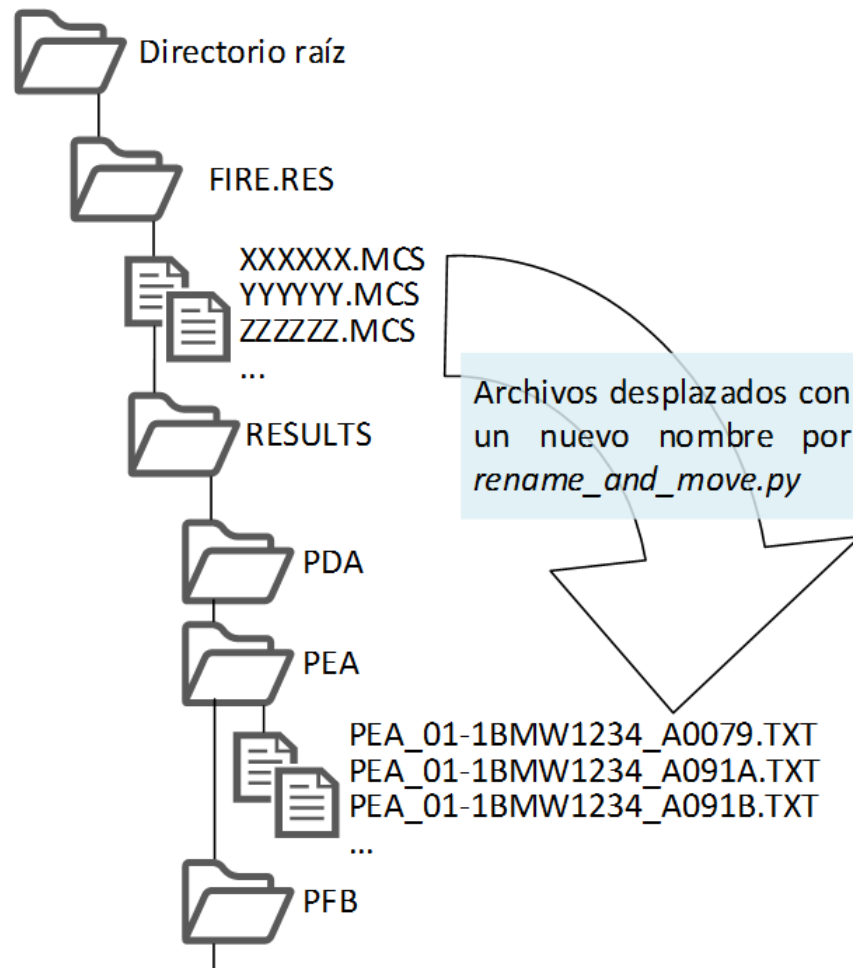 Directorio raíz
FIRE.RES
XXXXXX.MCS
YYYYYY.MCS
ZZZZZZ.MCS
...
Archivos desplazados con
un nuevo nombre por
rename_and_move.py
RESULTS
PDA
PEA
PEA_01-1BMW1234_A0079.TXT
PEA_01-1BMW1234_A091A.TXT
PEA_01-1BMW1234_A091B.TXT
...
PFB